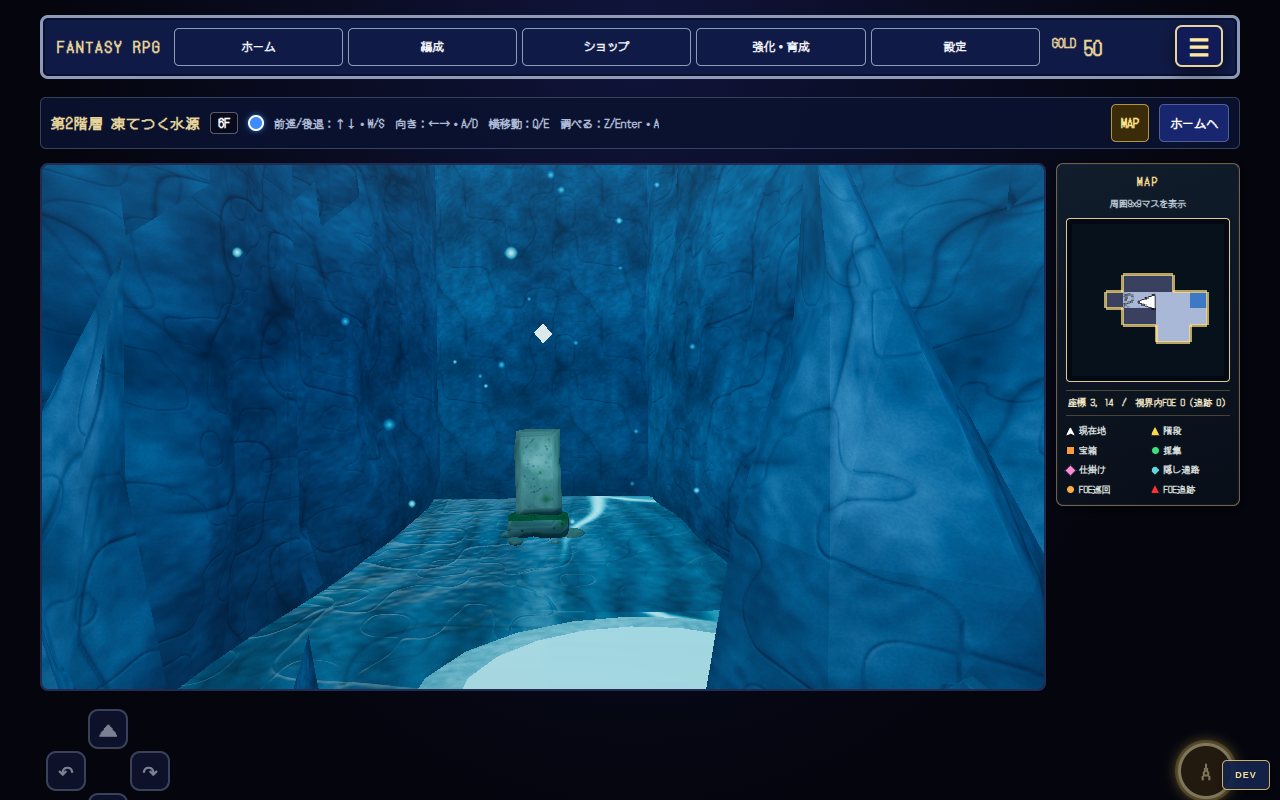 FANTASY RPG
ホーム
編成
ショップ
強化・育成
設定
GOLD 50
第2階層 凍てつく水源
6F
前進/後退：↑↓・W/S 向き：←→・A/D 横移動：Q/E 調べる：Z/Enter・A
MAP
ホームへ
MAP
周囲9x9マスを表示
座標 3, 14 / 視界内FOE 0 (追跡 0)
現在地
階段
宝箱
採集
仕掛け
隠し通路
FOE巡回
FOE追跡
A
DEV